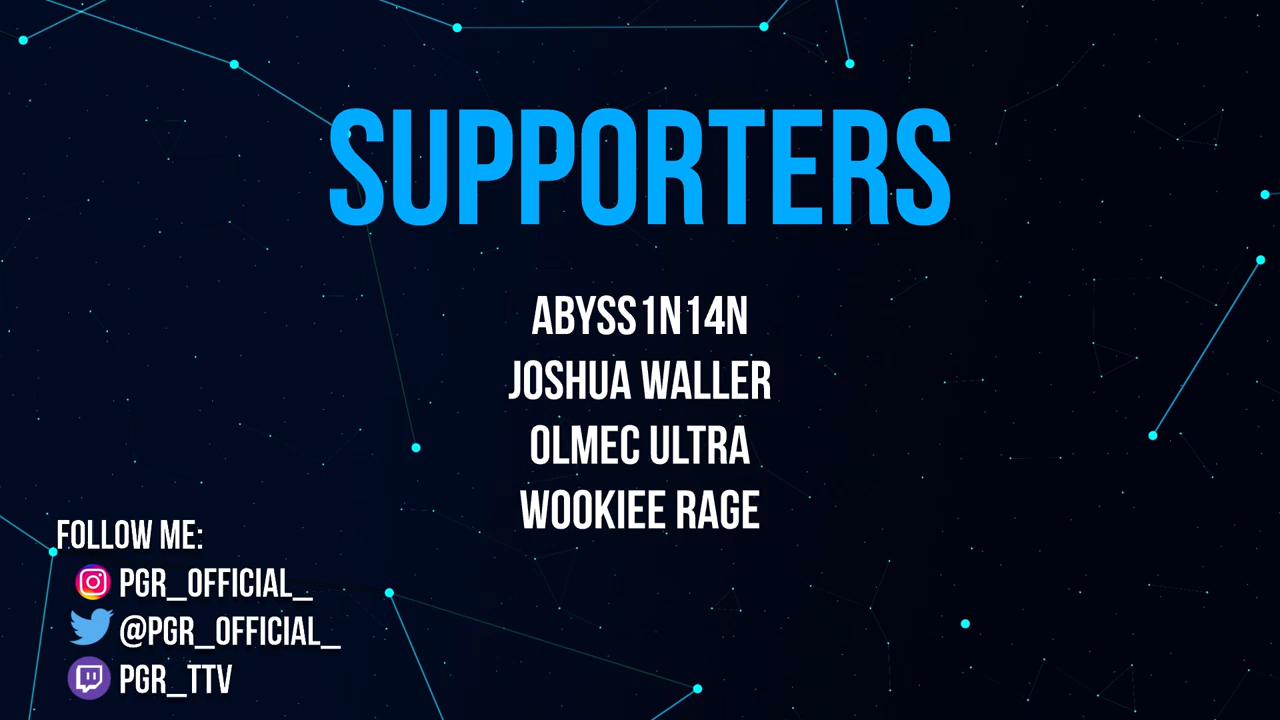 SUPPORTERS
ABYSS1N14N
JOSHUA WALLER
OLMEC ULTRA
WOOKIEE RAGE
FOLLOW ME:
PGR_OFFICIAL_
@PGR_OFFICIAL_
PGR_TTV